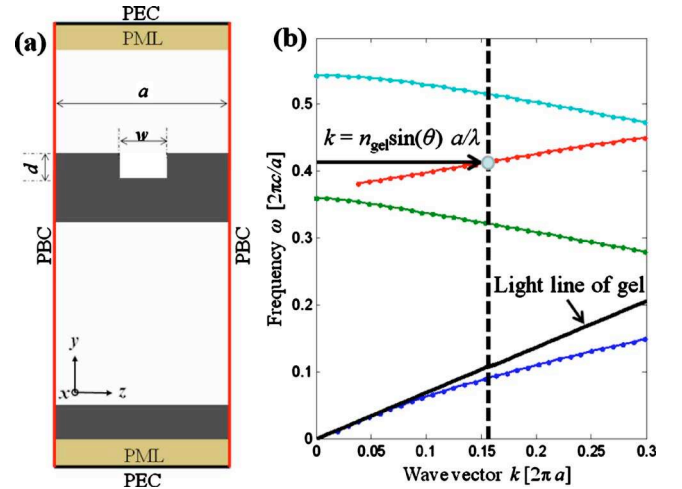 (a)
PEC
PML
a
w
d
PBC
PBC
y
x
z
PML
PEC
(b)
k = n_gel sin(θ) a/λ
Light line of gel
Frequency ω [2πc/a]
0.5
0.4
0.3
0.2
0.1
0
0
0.05
0.1
0.15
0.2
0.25
0.3
Wave vector k [2π a]